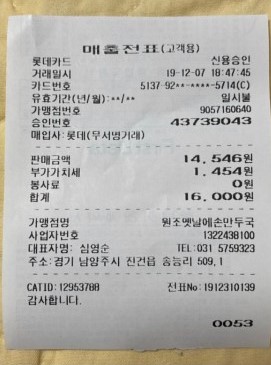 매출전표(고객용)
롯데카드 신용승인
거래일시 19-12-07 18:47:45
카드번호 5137-92**-****-5714(C)
유효기간(년/월):**/** 일시불
가맹점번호 9057160640
승인번호 43739043
매입사:롯데(무서명거래)
판매금액 14,546원
부가가치세 1,454원
봉사료 0원
합계 16,000원
가맹점명 원조옛날에손만두국
사업자번호 1322438100
대표자명: 심영순 TEL:031 5759323
주소:경기 남양주시 진건읍 송능리 509,1
CATID:12953788 전표No:1912310139
감사합니다.
0053